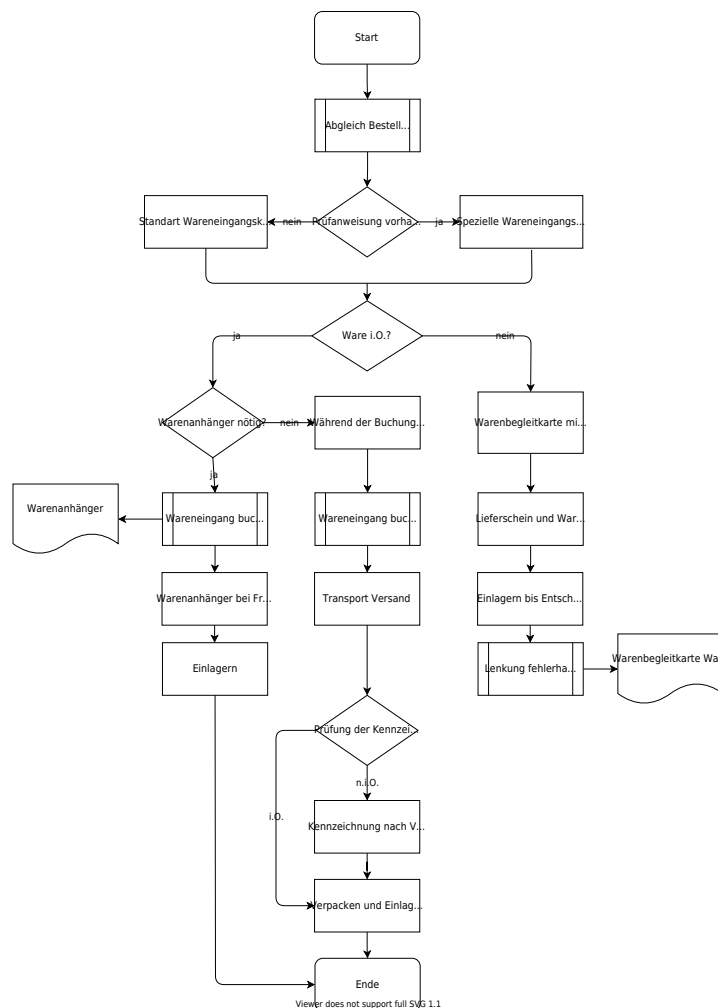 Start
Abgleich Bestell...
Prüfanweisung vorha...
nein
ja
Standart Wareneingangsk...
Spezielle Wareneingangs...
Ware i.O.?
ja
nein
Warenanhänger nötig?
nein
Während der Buchung...
Warenbegleitkarte mi...
ja
Warenanhänger
Wareneingang buc...
Wareneingang buc...
Lieferschein und War...
Warenanhänger bei Fr...
Transport Versand
Einlagern bis Entsch...
Einlagern
Lenkung fehlerha...
Warenbegleitkarte Wa
Prüfung der Kennzei...
n.i.O.
i.O.
Kennzeichnung nach V...
Verpacken und Einlag...
Ende
Viewer does not support full SVG 1.1